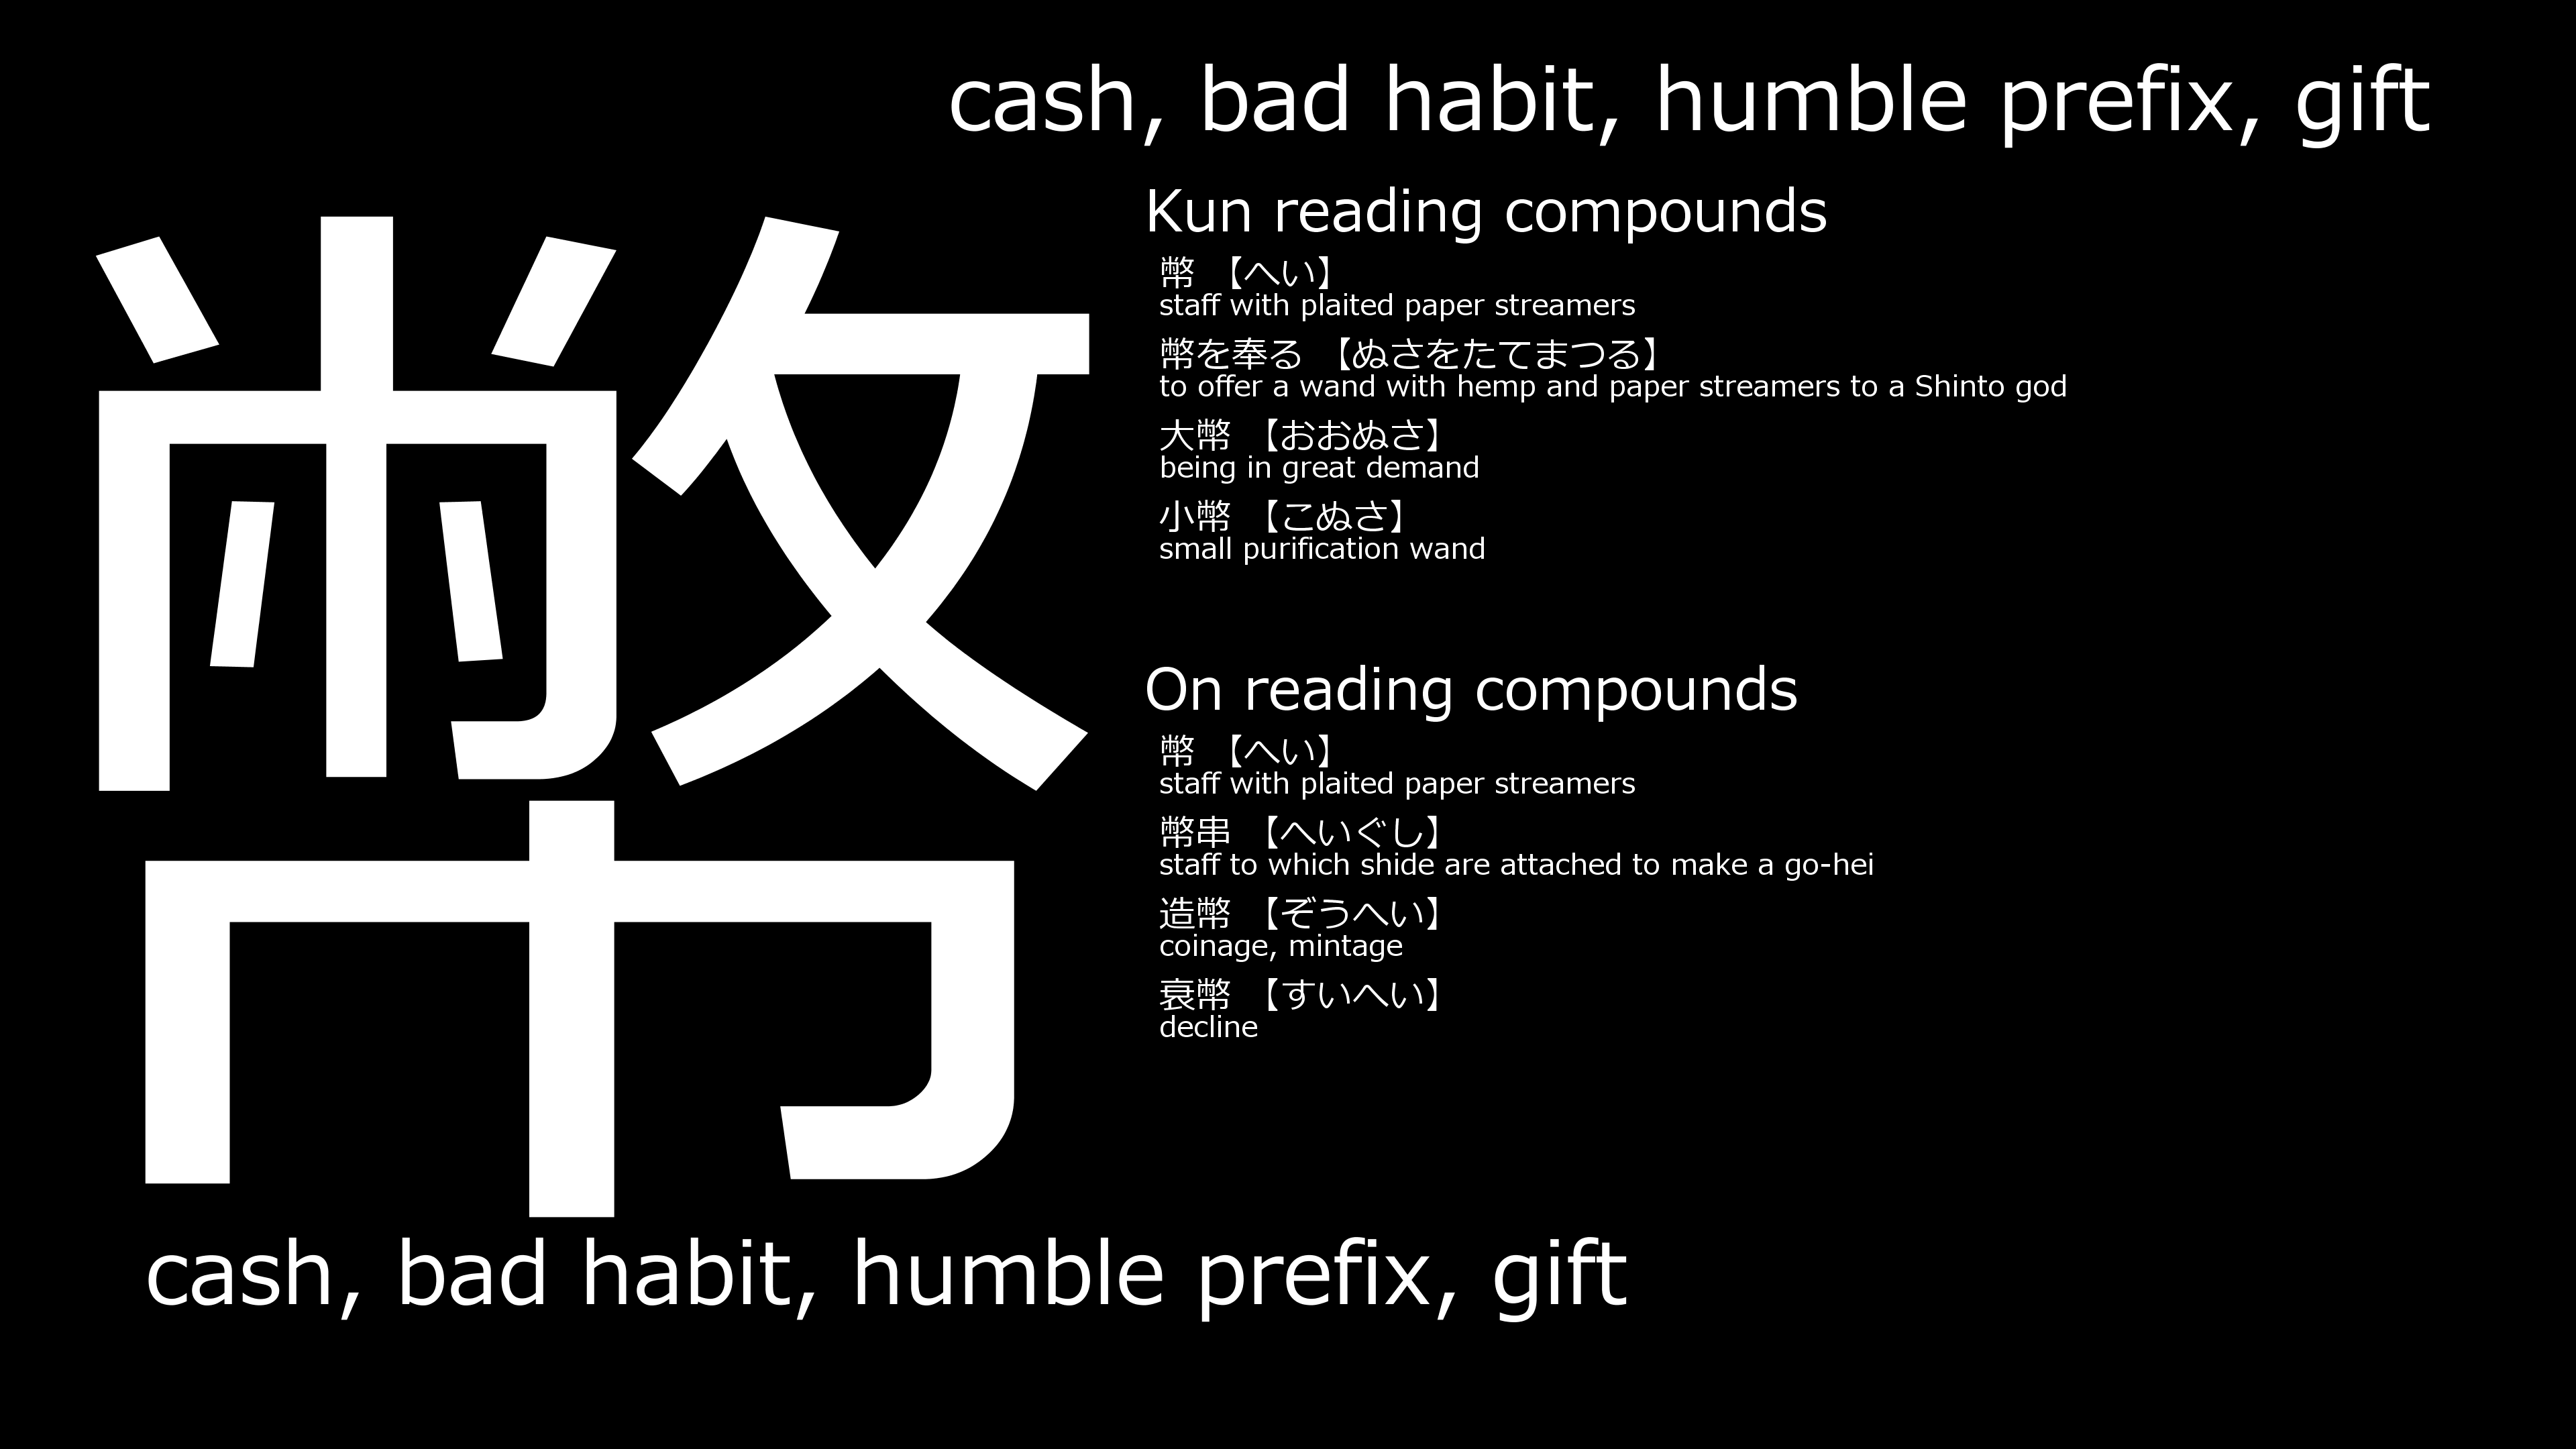 cash, bad habit, humble prefix, gift
幣
Kun reading compounds
幣 【へい】
staff with plaited paper streamers
幣を奉る 【ぬさをたてまつる】
to offer a wand with hemp and paper streamers to a Shinto god
大幣 【おおぬさ】
being in great demand
小幣 【こぬさ】
small purification wand
On reading compounds
幣 【へい】
staff with plaited paper streamers
幣串 【へいぐし】
staff to which shide are attached to make a go-hei
造幣 【ぞうへい】
coinage, mintage
衰幣 【すいへい】
decline
cash, bad habit, humble prefix, gift